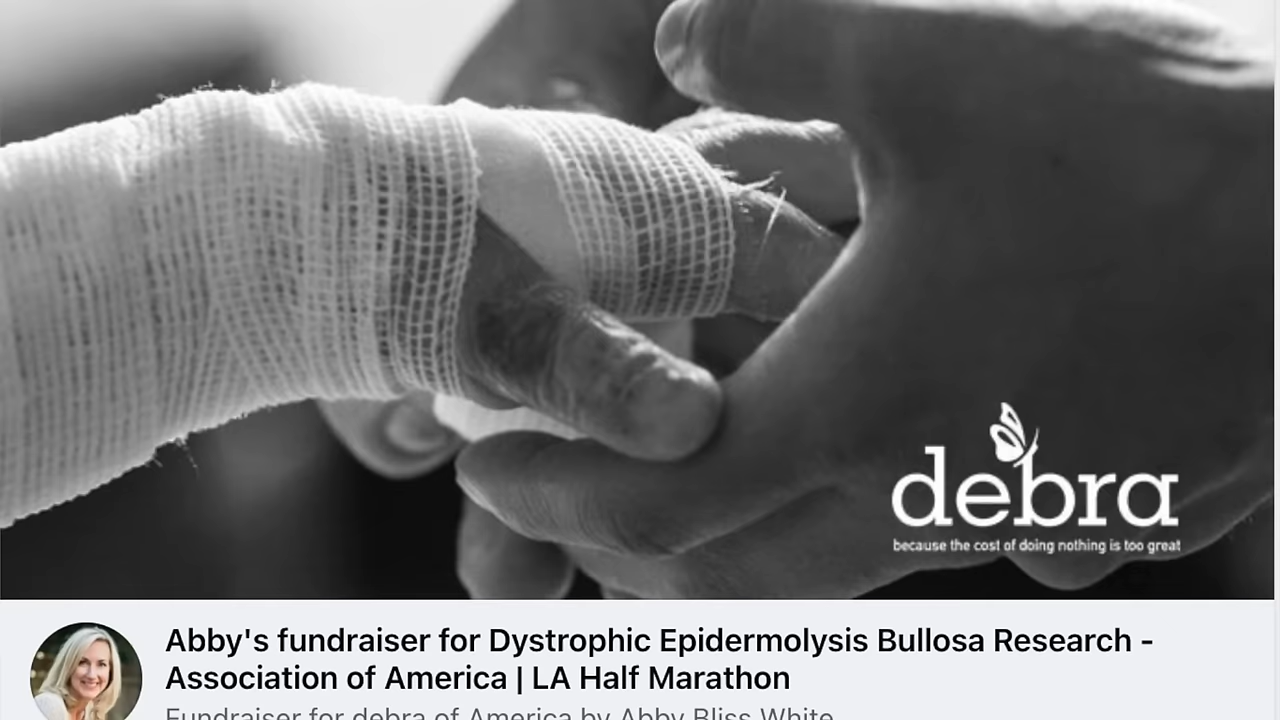 debra
because the cost of doing nothing is too great
Abby's fundraiser for Dystrophic Epidermolysis Bullosa Research -
Association of America | LA Half Marathon
Fundraiser for debra of America by Abby Bliss White